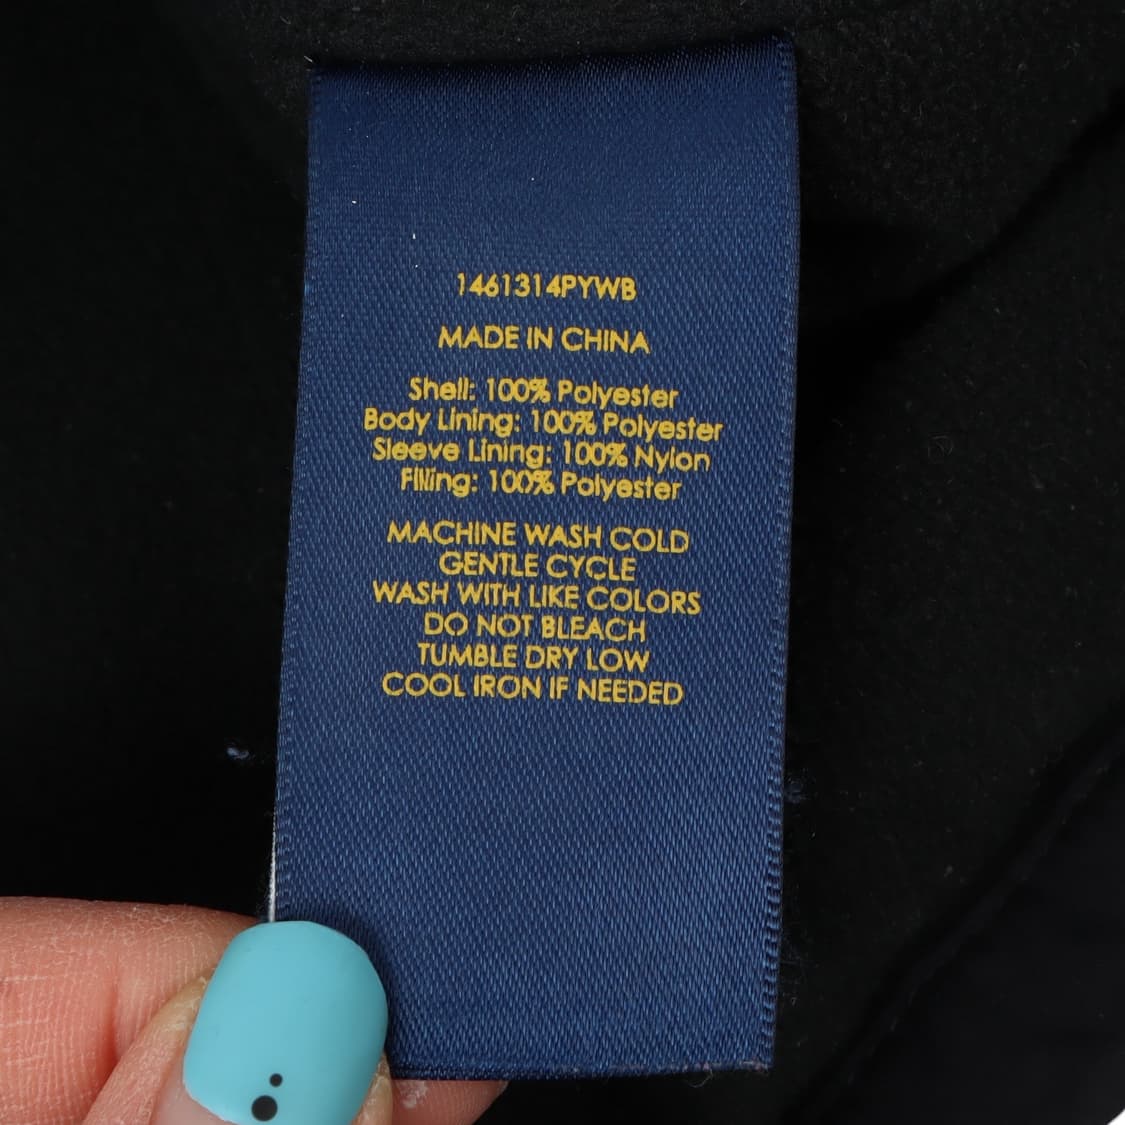 1461314PYWB
MADE IN CHINA
Shell: 100% Polyester
Body Lining: 100% Polyester
Sleeve Lining: 100% Nylon
Filling: 100% Polyester
MACHINE WASH COLD
GENTLE CYCLE
WASH WITH LIKE COLORS
DO NOT BLEACH
TUMBLE DRY LOW
COOL IRON IF NEEDED